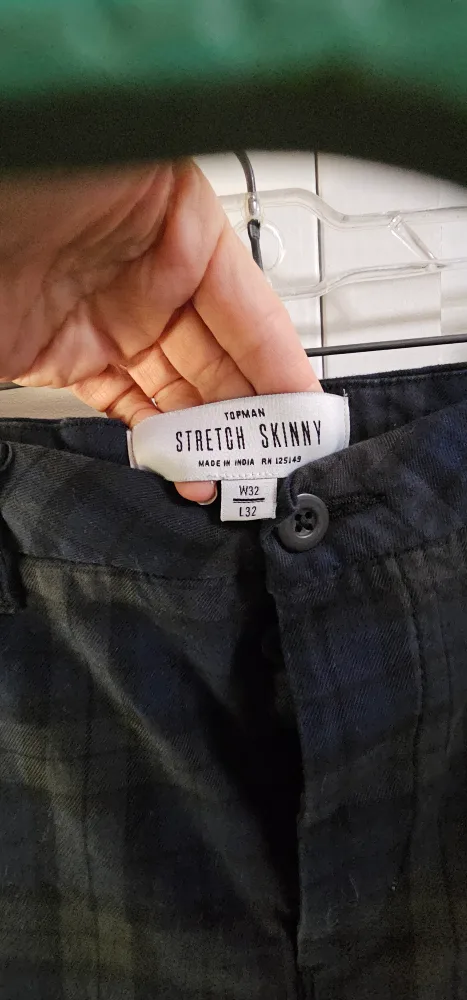 TOPMAN
STRETCH SKINNY
MADE IN INDIA RN 125149
W32
L32